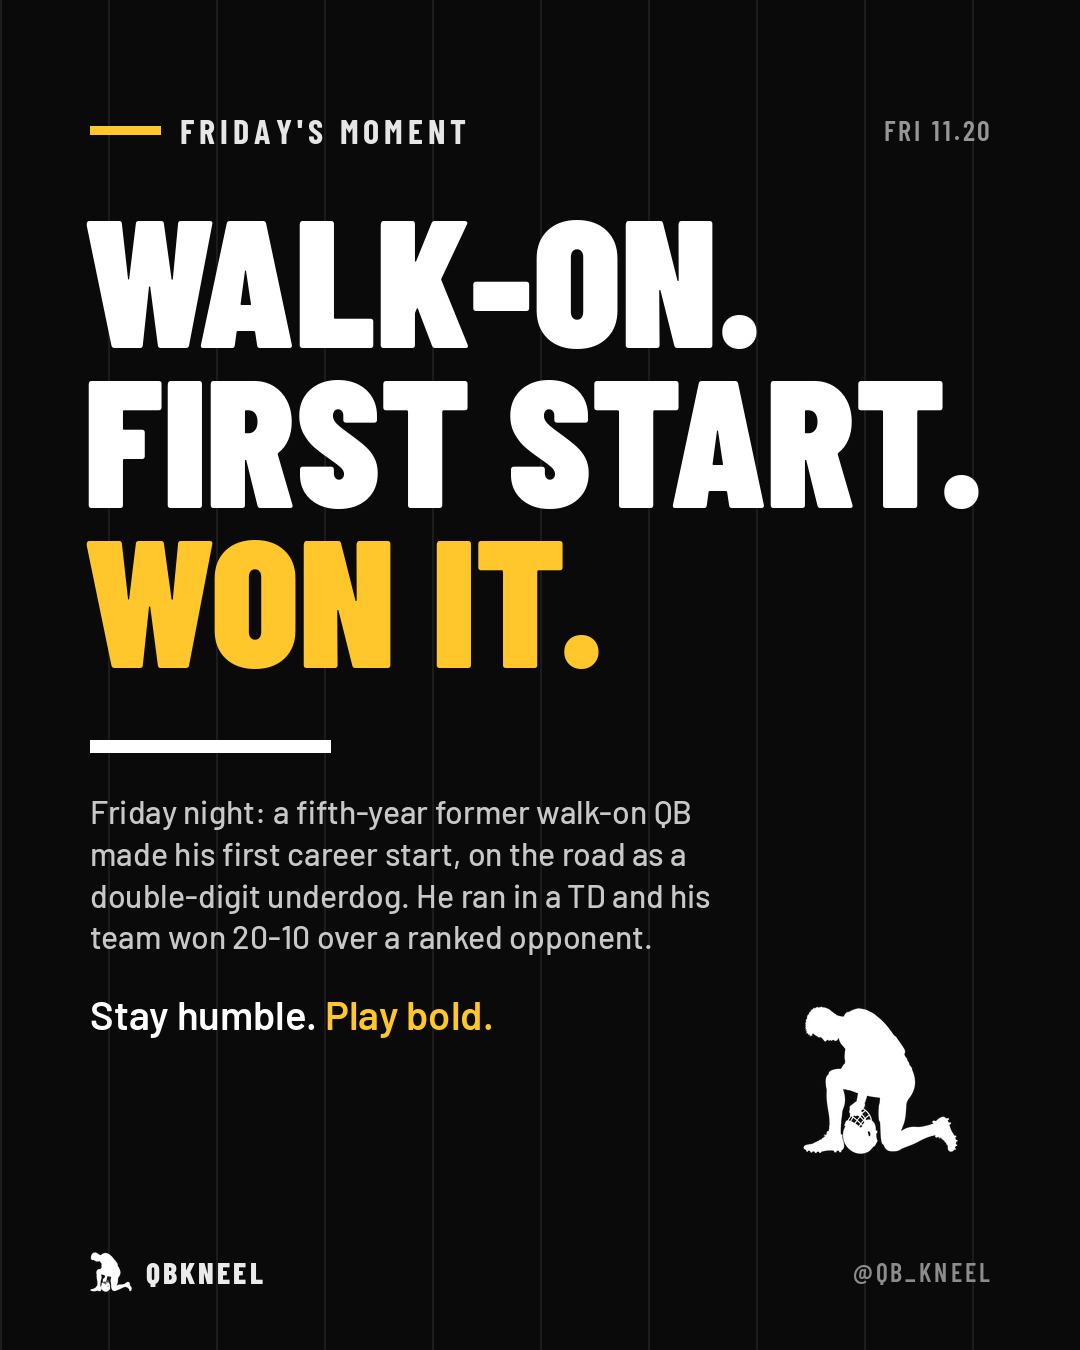 FRIDAY'S MOMENT
FRI 11.20
WALK-ON.
FIRST START.
WON IT.
Friday night: a fifth-year former walk-on QB
made his first career start, on the road as a
double-digit underdog. He ran in a TD and his
team won 20-10 over a ranked opponent.
Stay humble. Play bold.
QBKNEEL
@QB_KNEEL